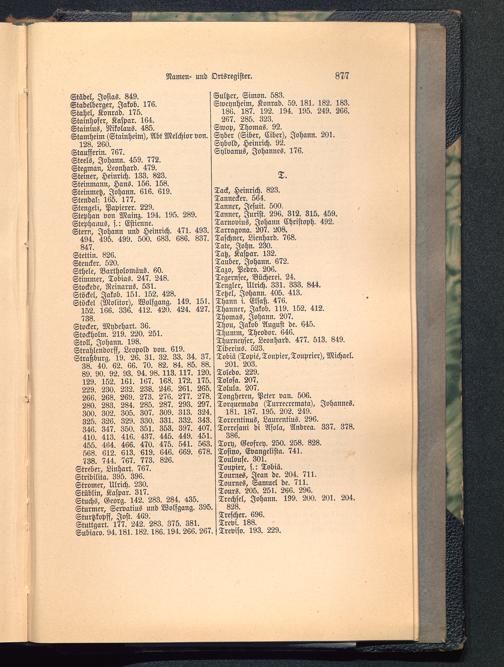 Namen- und Ortsregister. 877
Städel, Josias. 849.
Stadelberger, Jakob. 176.
Stahel, Konrad. 175.
Stainhofer, Kaspar. 164.
Stainius, Nikolaus. 485.
Stamheim (Stainheim), Abt Melchior von.
128. 260.
Staufferin. 767.
Steels, Johann. 459. 772.
Stegman, Leonhard. 479.
Steiner, Heinrich. 133. 823.
Steinmann, Hans. 156. 158.
Steinmetz, Johann. 616. 619.
Stendal: 165. 177.
Stengeli, Papierer. 229.
Stephan von Mainz. 194. 195. 289.
Stephanus, s.: Estienne.
Stern, Johann und Heinrich. 471. 493.
494. 495. 499. 500. 683. 686. 837.
847.
Stettin. 826.
Steucker. 520.
Sthele, Bartholomäus. 60.
Stimmer, Tobias. 247. 248.
Stockede, Reinarus. 531.
Stöckel, Jakob. 151. 152. 428.
Stöckel (Molitor), Wolfgang. 149. 151.
152. 166. 336. 412. 420. 424. 427.
738.
Stocker, Mydehart. 36.
Stockholm. 219. 220. 251.
Stoll, Johann. 198.
Strahlendorff, Leopold von. 619.
Straßburg. 19. 26. 31. 32. 33. 34. 37.
38. 40. 62. 66. 70. 82. 84. 85. 88.
89. 90. 92. 93. 94. 98. 113. 117. 120.
129. 152. 161. 167. 168. 172. 175.
229. 230. 232. 238. 246. 261. 265.
266. 268. 269. 273. 276. 277. 278.
280. 283. 284. 285. 287. 293. 297.
300. 302. 305. 307. 309. 313. 324.
325. 326. 329. 330. 331. 332. 343.
346. 347. 350. 351. 353. 397. 407.
410. 413. 416. 437. 445. 449. 451.
455. 464. 466. 470. 475. 541. 563.
568. 612. 613. 619. 646. 669. 678.
738. 744. 767. 773. 826.
Streber, Linhart. 767.
Stribilita. 395. 396.
Stromer, Ulrich. 230.
Stüblin, Kaspar. 317.
Stuchs, Georg. 142. 283. 284. 435.
Sturmer, Servatius und Wolfgang. 395.
Sturtzkopff, Jost. 469.
Stuttgart. 177. 242. 283. 375. 381.
Subiaco. 94. 181. 182. 186. 194. 266. 267.
Sultzer, Simon. 583.
Sweynheim, Konrad. 59. 181. 182. 183.
186. 187. 192. 194. 195. 249. 266.
267. 285. 323.
Swop, Thomas. 92.
Syber (Siber, Ciber), Johann. 201.
Sybold, Heinrich. 92.
Sylvanus, Johannes. 176.
T.
Tack, Heinrich. 823.
Tannecker. 564.
Tanner, Jesuit. 500.
Tanner, Jurist. 296. 312. 315. 459.
Tarnovius, Johann Christoph. 492.
Tarragona. 207. 208.
Taschner, Lienhard. 768.
Tate, John. 230.
Tatz, Kaspar. 132.
Tauber, Johann. 672.
Tazo, Pedro. 206.
Tegernsee, Bücherei. 24.
Tengler, Ulrich. 331. 333. 844.
Tetzel, Johann. 405. 413.
Thann i. Elsaß. 476.
Thanner, Jakob. 119. 152. 412.
Thomas, Johann. 207.
Thou, Jakob August de. 645.
Thumm, Theodor. 646.
Thurneysser, Leonhard. 477. 513. 849.
Tiberius. 523.
Tobiä (Topié, Toupier, Touprier), Michael.
201. 203.
Toledo. 229.
Tolosa. 207.
Tolula. 207.
Tongheren, Peter van. 506.
Torquemada (Turrecremata), Johannes.
181. 187. 195. 202. 249.
Torrentinus, Laurentius. 296.
Torresani di Asola, Andrea. 337. 378.
386.
Tory, Geofroy. 250. 258. 828.
Tosino, Evangelista. 741.
Toulouse. 301.
Toupier, s.: Tobiä.
Tournes, Jean de. 204. 711.
Tournes, Samuel de. 711.
Tours. 205. 251. 266. 296.
Trechsel, Johann. 199. 200. 201. 204.
828.
Trescher. 696.
Trevi. 188.
Treviso. 193. 229.